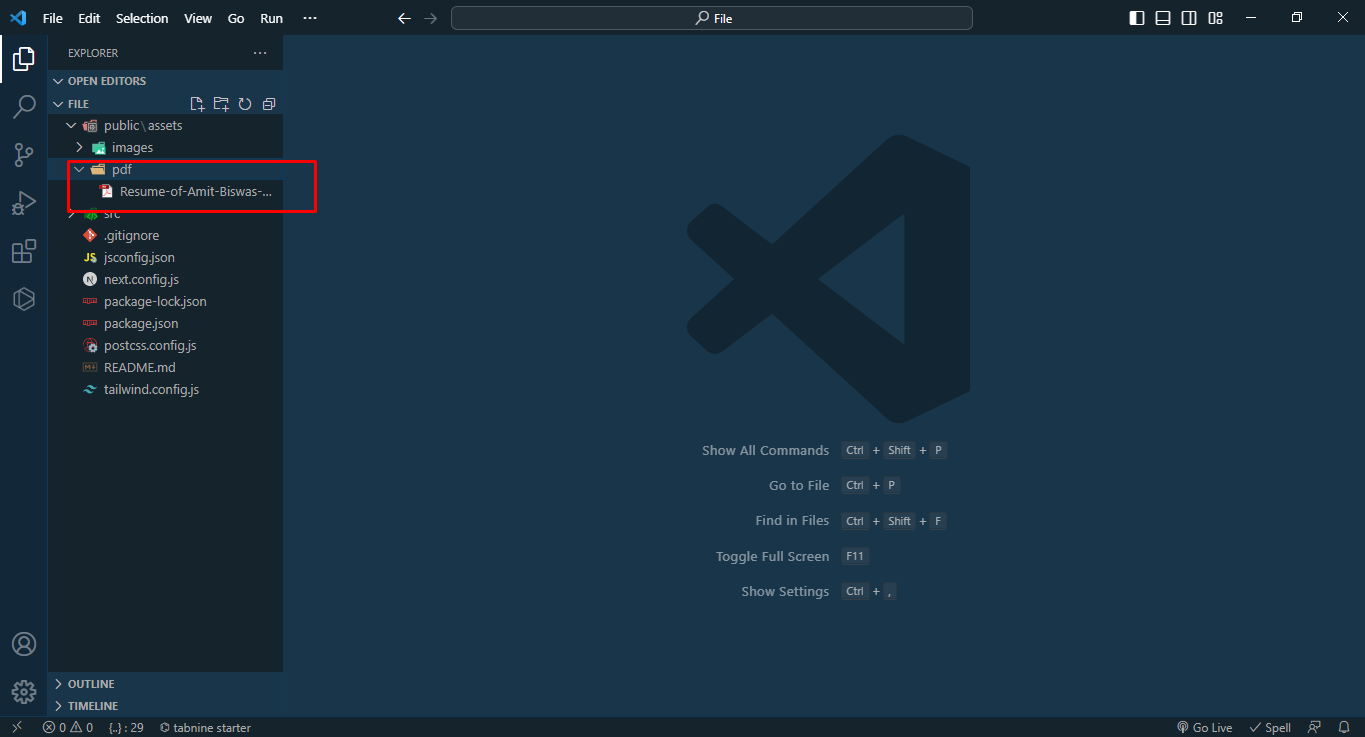 File Edit Selection View Go Run ···
File
EXPLORER ···
OPEN EDITORS
FILE
public\assets
images
pdf
Resume-of-Amit-Biswas-...
src
.gitignore
JS jsconfig.json
N next.config.js
package-lock.json
package.json
postcss.config.js
README.md
tailwind.config.js
Show All Commands Ctrl + Shift + P
Go to File Ctrl + P
Find in Files Ctrl + Shift + F
Toggle Full Screen F11
Show Settings Ctrl + ,
OUTLINE
TIMELINE
0 0 {..} : 29 tabnine starter Go Live Spell